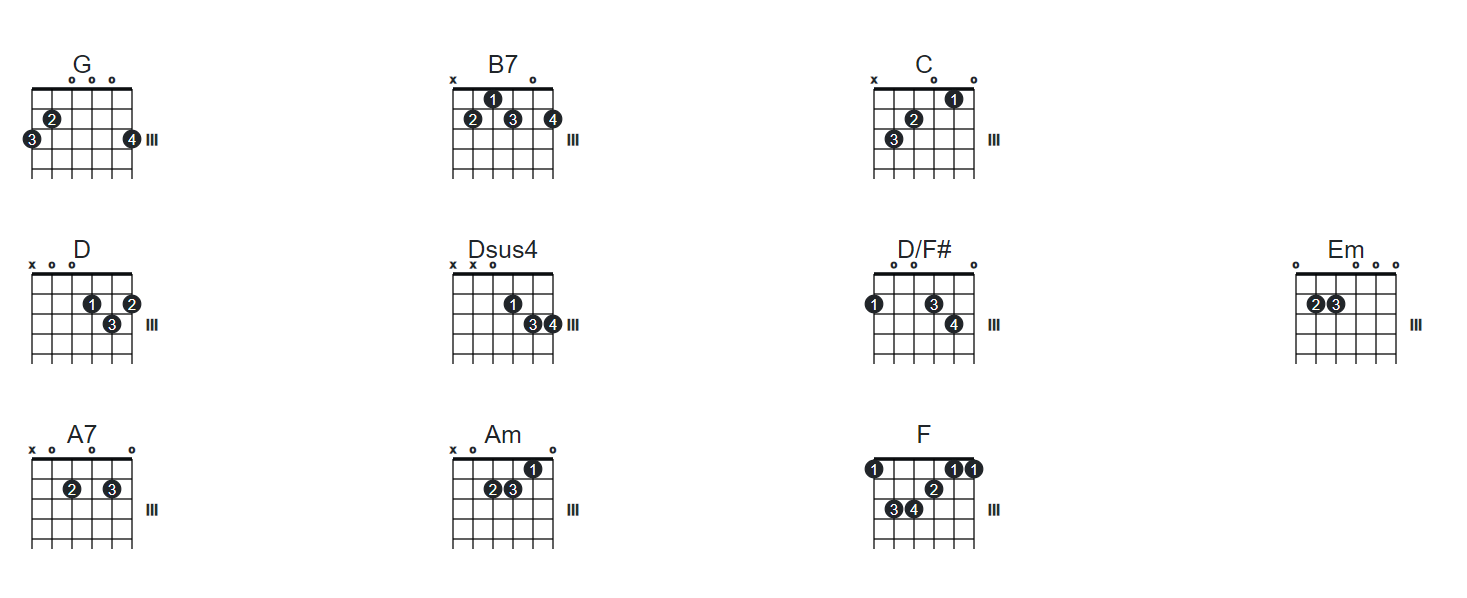 G B7 C
o o o x o x o o
1 1
2 2 3 4 2
3 4 III III 3 III
D Dsus4 D/F# Em
x o o x x o o o o o o o o
1 2 1 1 3 2 3
3 III 3 4 III 4 III III
A7 Am F
x o o o x o o
1 1 1 1
2 3 2 3 2
III III 3 4 III